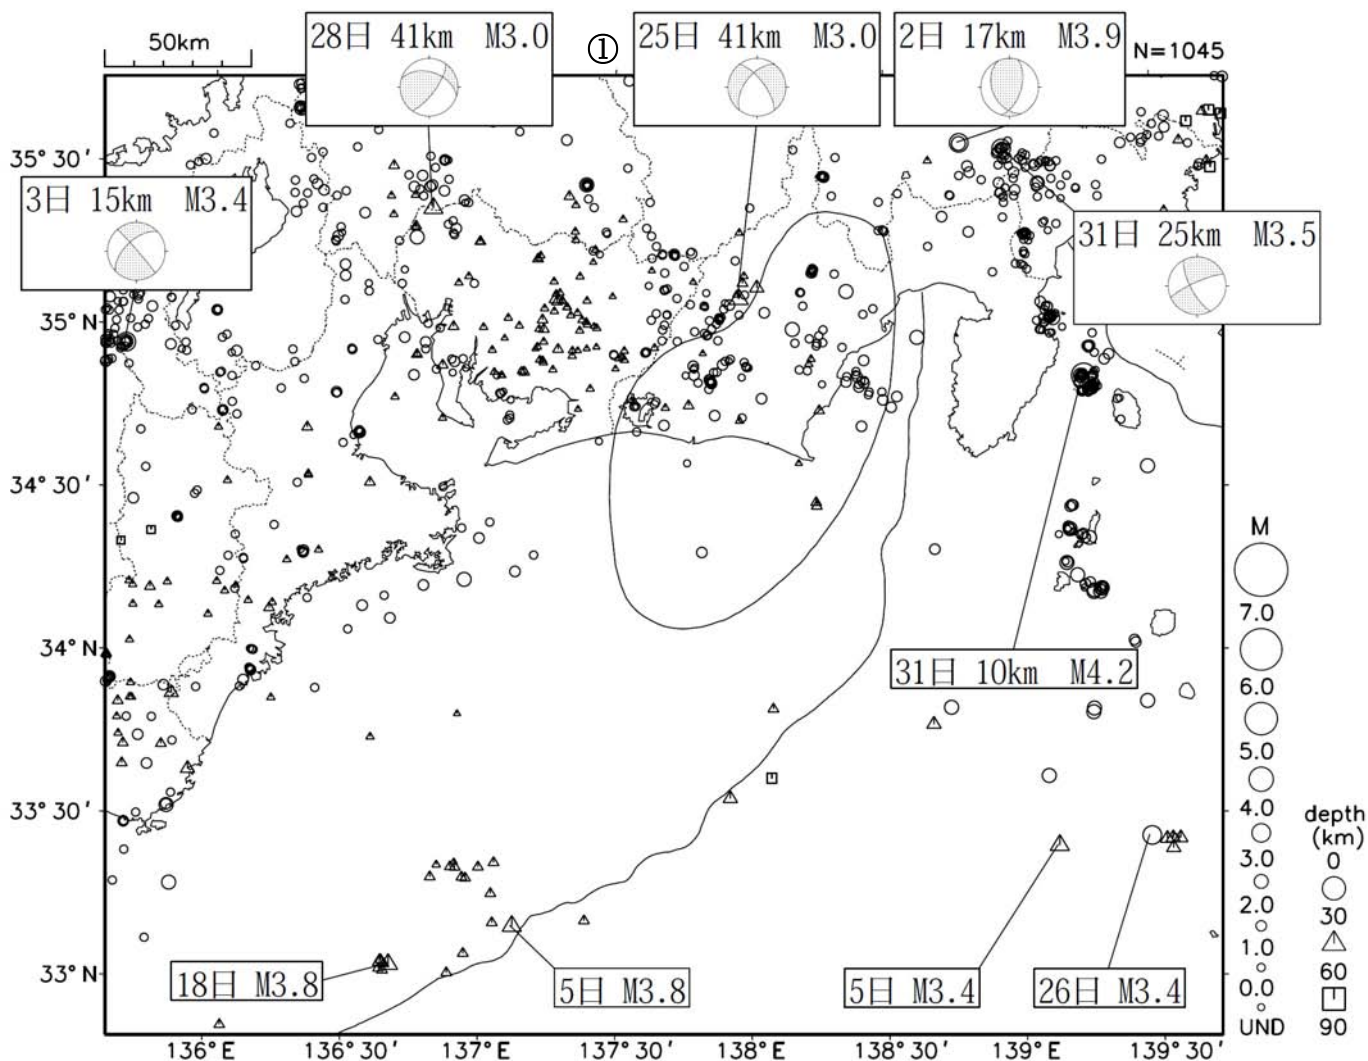 50km
28日 41km M3.0
①
25日 41km M3.0
2日 17km M3.9
N=1045
35° 30′
3日 15km M3.4
31日 25km M3.5
35° N
34° 30′
34° N
31日 10km M4.2
33° 30′
33° N
18日 M3.8
5日 M3.8
5日 M3.4
26日 M3.4
136° E
136° 30′
137° E
137° 30′
138° E
138° 30′
139° E
139° 30′
M
7.0
6.0
5.0
4.0
3.0
2.0
1.0
0.0
UND
depth
(km)
0
30
60
90